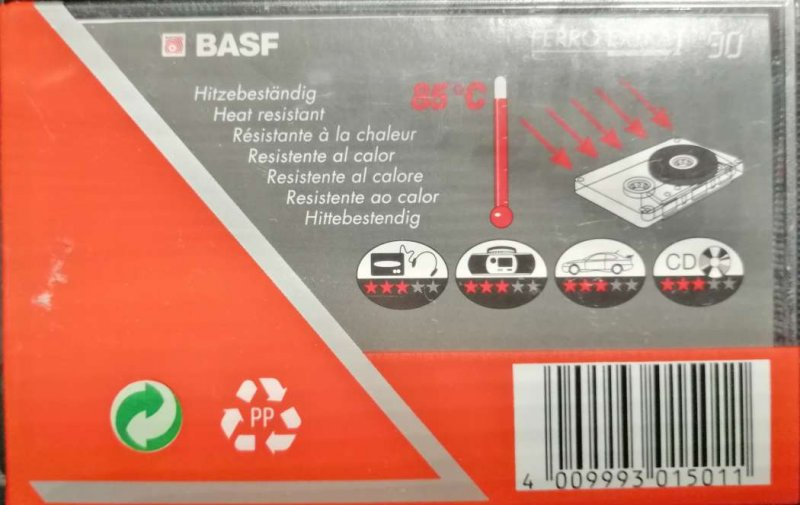 BASF
FERRO EXTRA I 90
85°C
Hitzebeständig
Heat resistant
Résistante à la chaleur
Resistente al calor
Resistente al calore
Resistente ao calor
Hittebestendig
CD
PP
4 009993 015011